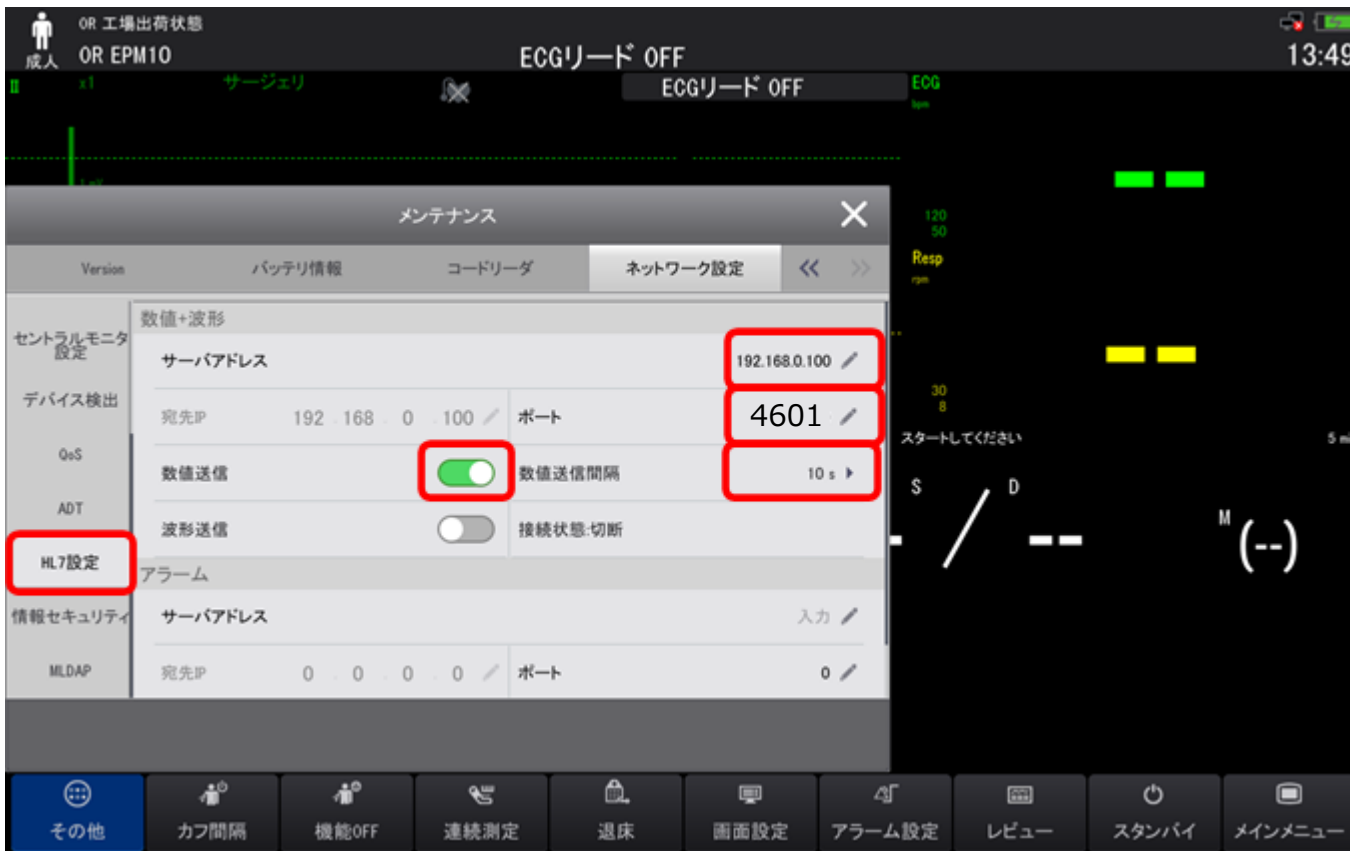 OR 工場出荷状態
成人 OR EPM10
ECGリード OFF
13:49
II x1 サージェリ
ECGリード OFF
ECG
bpm
1 mV
120
50
メンテナンス
Version バッテリ情報 コードリーダ ネットワーク設定
Resp
rpm
セントラルモニタ
設定
デバイス検出
QoS
ADT
HL7設定
情報セキュリティ
MLDAP
数値+波形
サーバアドレス 192.168.0.100
宛先IP 192 . 168 . 0 . 100 ポート 4601
数値送信 数値送信間隔 10 s
波形送信 接続状態:切断
アラーム
サーバアドレス 入力
宛先IP 0 . 0 . 0 . 0 ポート 0
30
8
スタートしてください
S / D
-- M (--)
その他 カフ間隔 機能OFF 連続測定 退床 画面設定 アラーム設定 レビュー スタンバイ メインメニュー